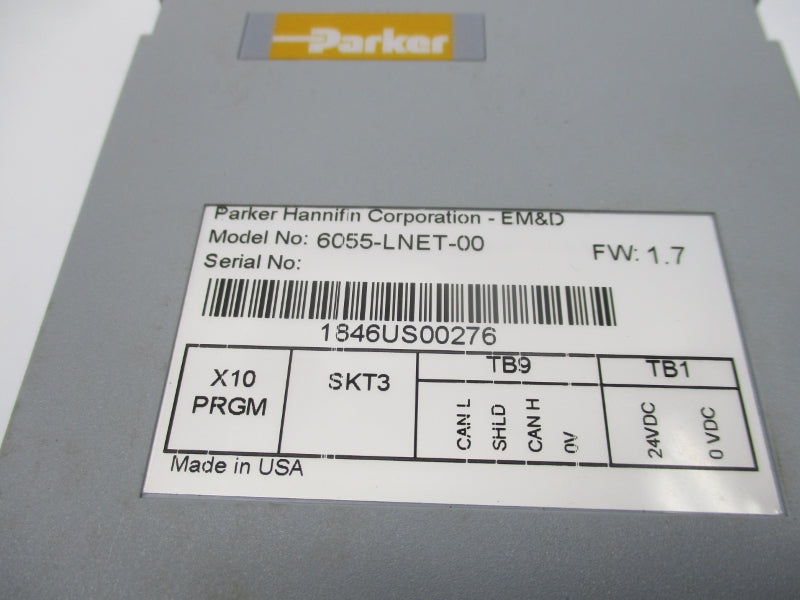 Parker
Parker Hannifin Corporation - EM&D
Model No: 6055-LNET-00
FW: 1.7
Serial No:
1846US00276
X10
PRGM
SKT3
TB9
CAN L
SHLD
CAN H
0V
TB1
24VDC
0 VDC
Made in USA